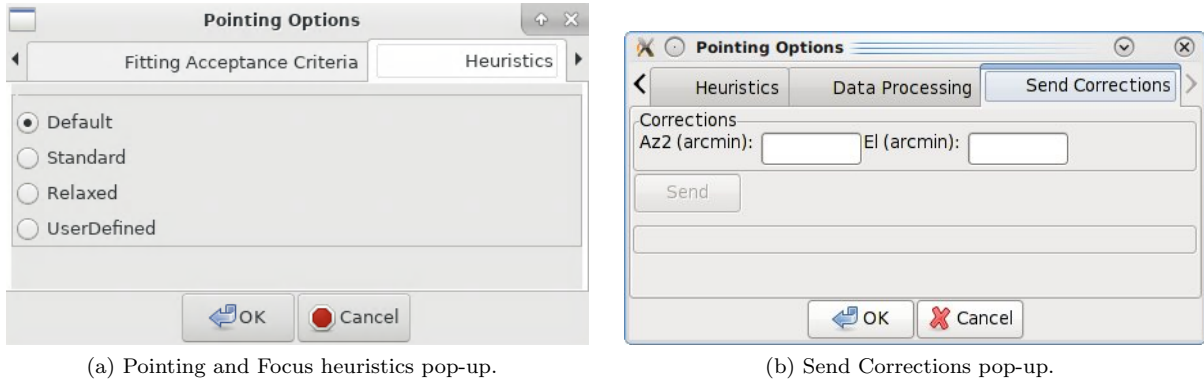 Pointing Options
Fitting Acceptance Criteria Heuristics
Default
Standard
Relaxed
UserDefined
OK Cancel
(a) Pointing and Focus heuristics pop-up.
Pointing Options
Heuristics Data Processing Send Corrections
Corrections
Az2 (arcmin): El (arcmin):
Send
OK Cancel
(b) Send Corrections pop-up.